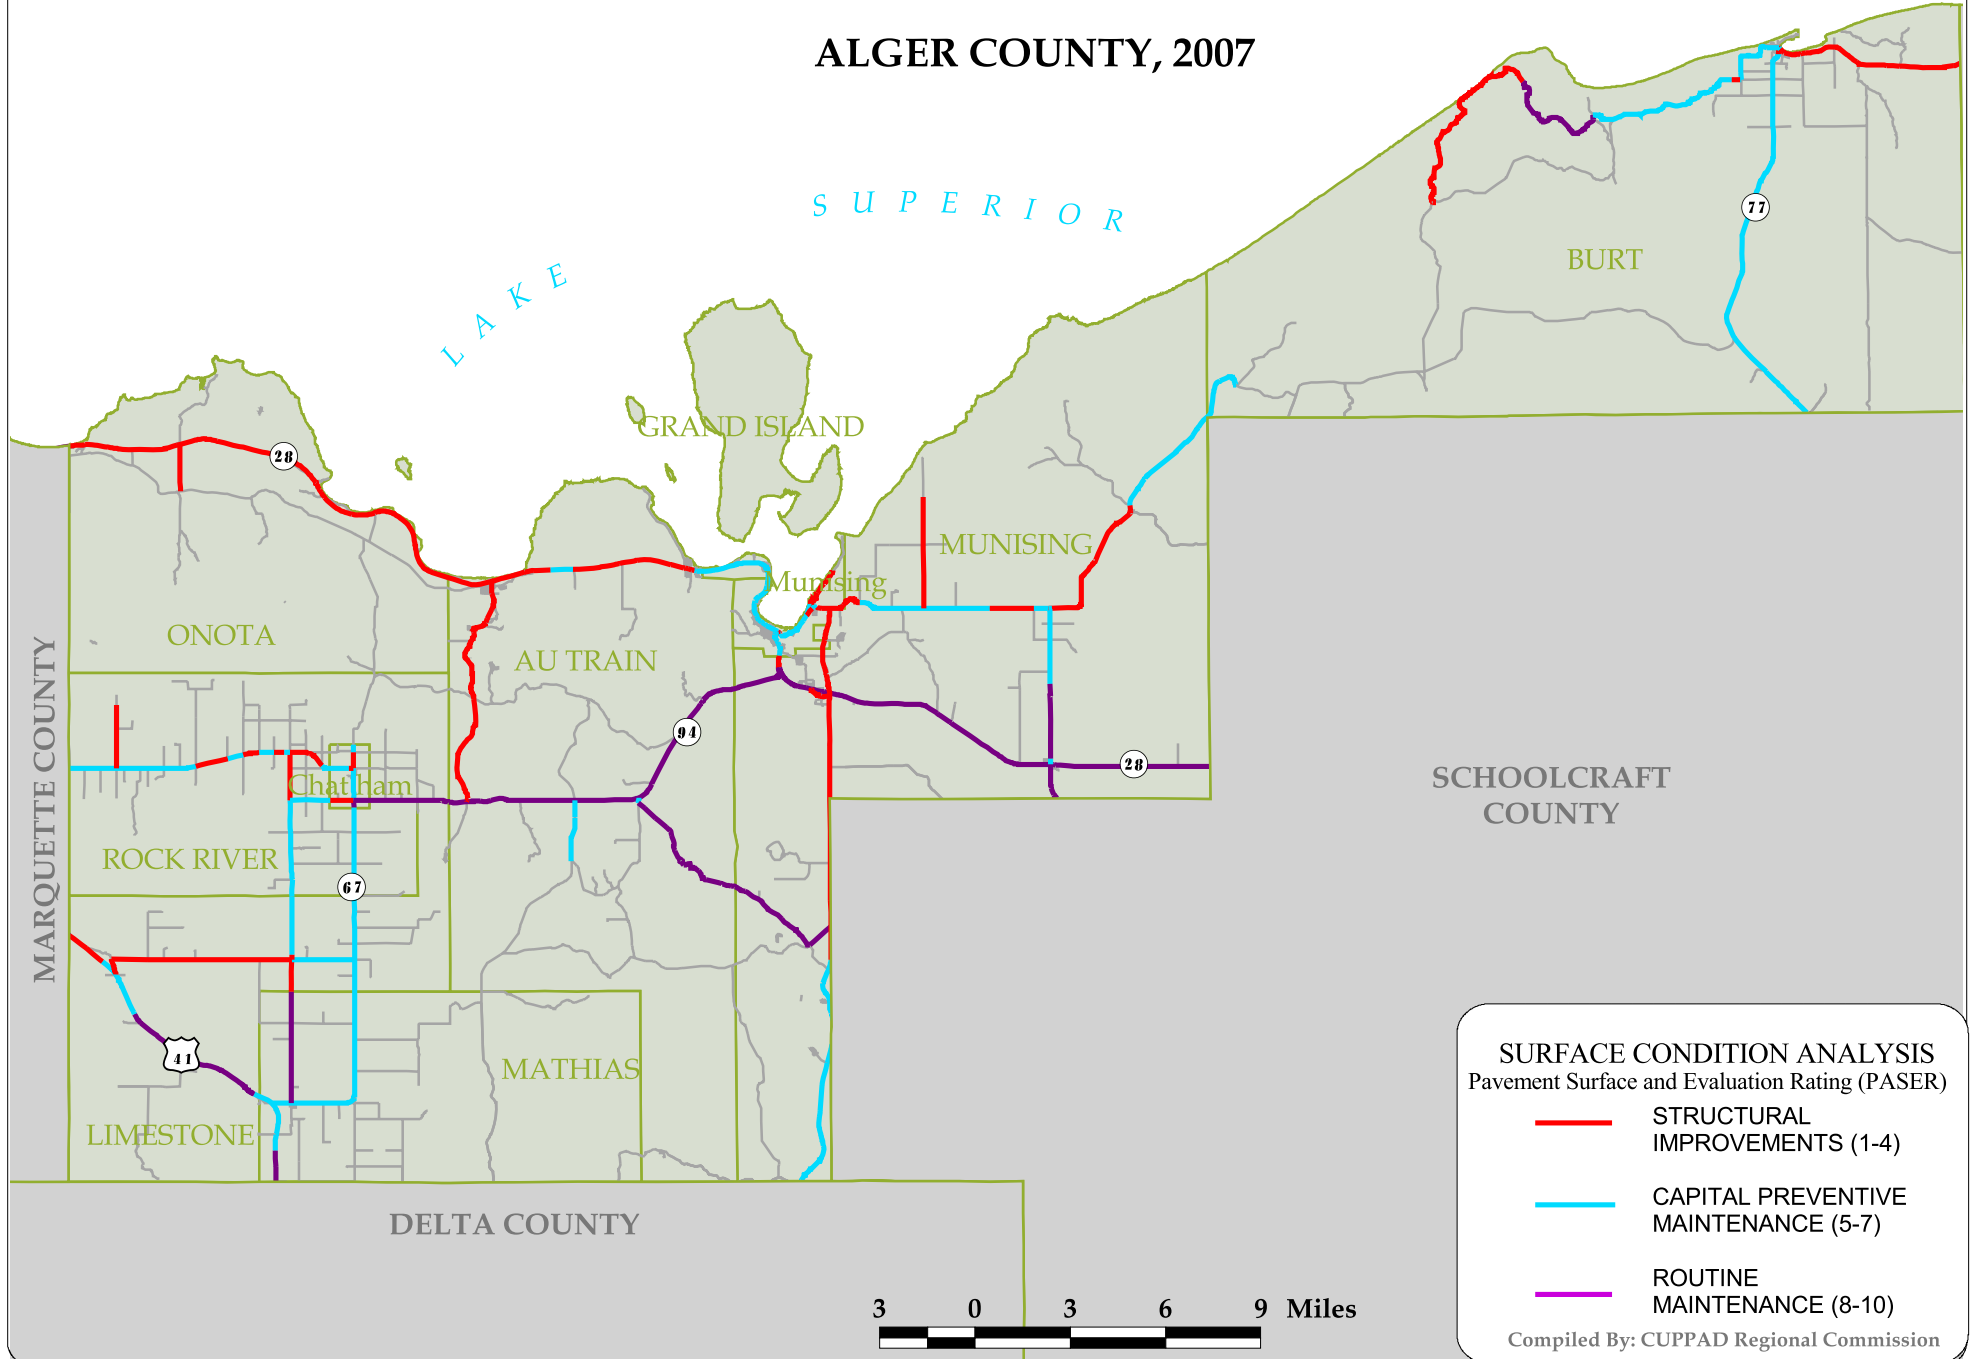 ALGER COUNTY, 2007
LAKE SUPERIOR
77
BURT
GRAND ISLAND
28
MUNISING
Munising
ONOTA
AU TRAIN
MARQUETTE COUNTY
94
28
SCHOOLCRAFT
COUNTY
Chatham
ROCK RIVER
67
41
MATHIAS
LIMESTONE
DELTA COUNTY
SURFACE CONDITION ANALYSIS
Pavement Surface and Evaluation Rating (PASER)
STRUCTURAL
IMPROVEMENTS (1-4)
CAPITAL PREVENTIVE
MAINTENANCE (5-7)
ROUTINE
MAINTENANCE (8-10)
Compiled By: CUPPAD Regional Commission
3 0 3 6 9 Miles